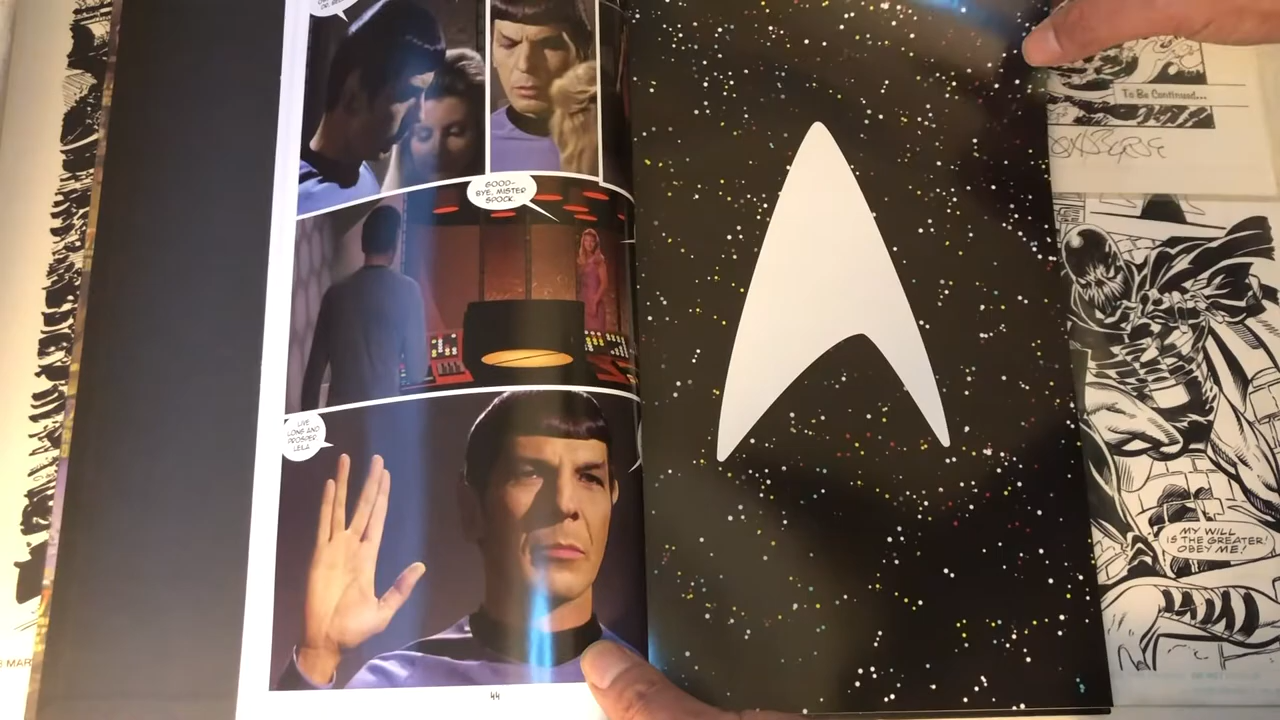 GOOD-
BYE, MISTER
SPOCK.
LIVE
LONG AND
PROSPER,
LEILA.
44
To Be Continued...
MY WILL
IS THE GREATER!
OBEY ME!
MAR